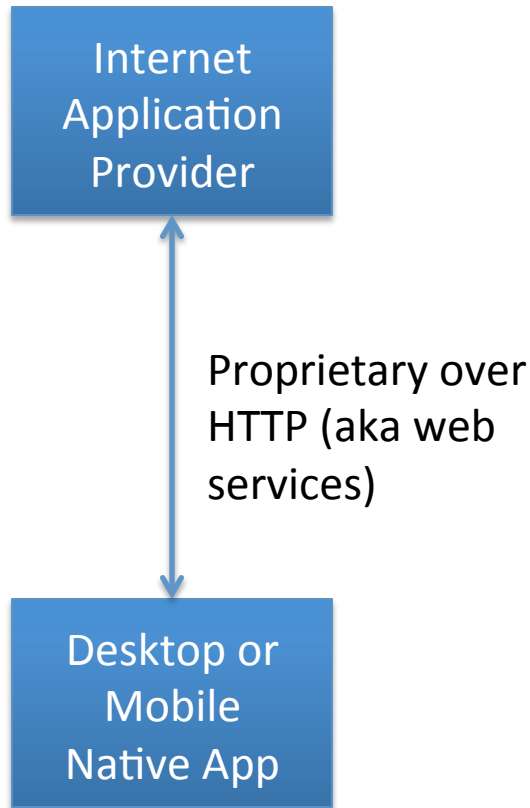 Internet
Application
Provider
Proprietary over
HTTP (aka web
services)
Desktop or
Mobile
Native App